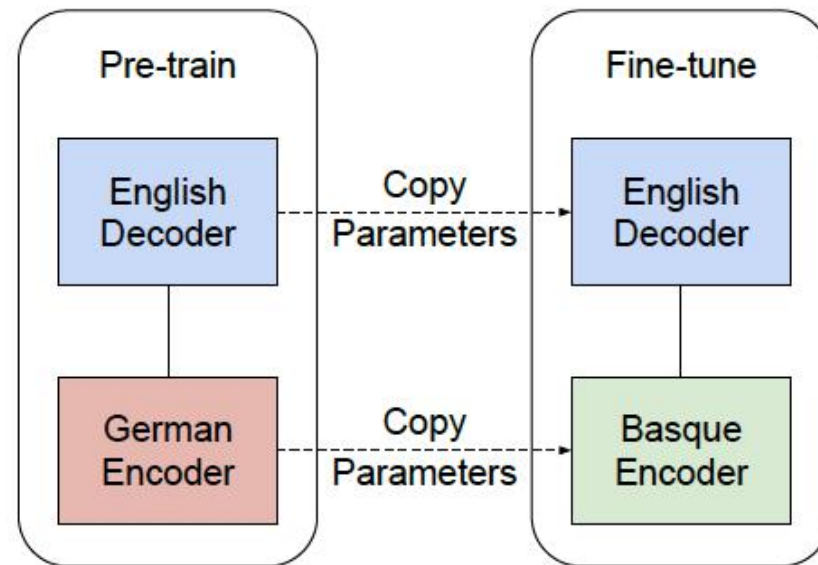 Pre-train
Fine-tune
English
Decoder
Copy
Parameters
English
Decoder
German
Encoder
Copy
Parameters
Basque
Encoder